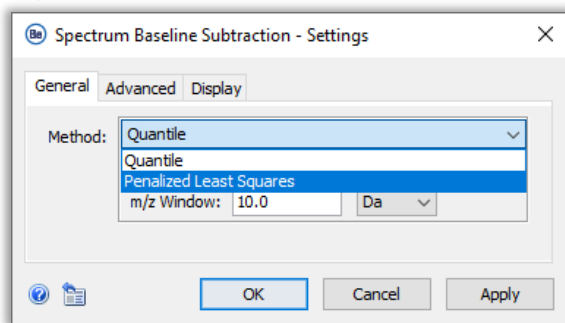 Be Spectrum Baseline Subtraction - Settings
General Advanced Display
Method: Quantile
Quantile
Penalized Least Squares
m/z Window: 10.0 Da
? OK Cancel Apply